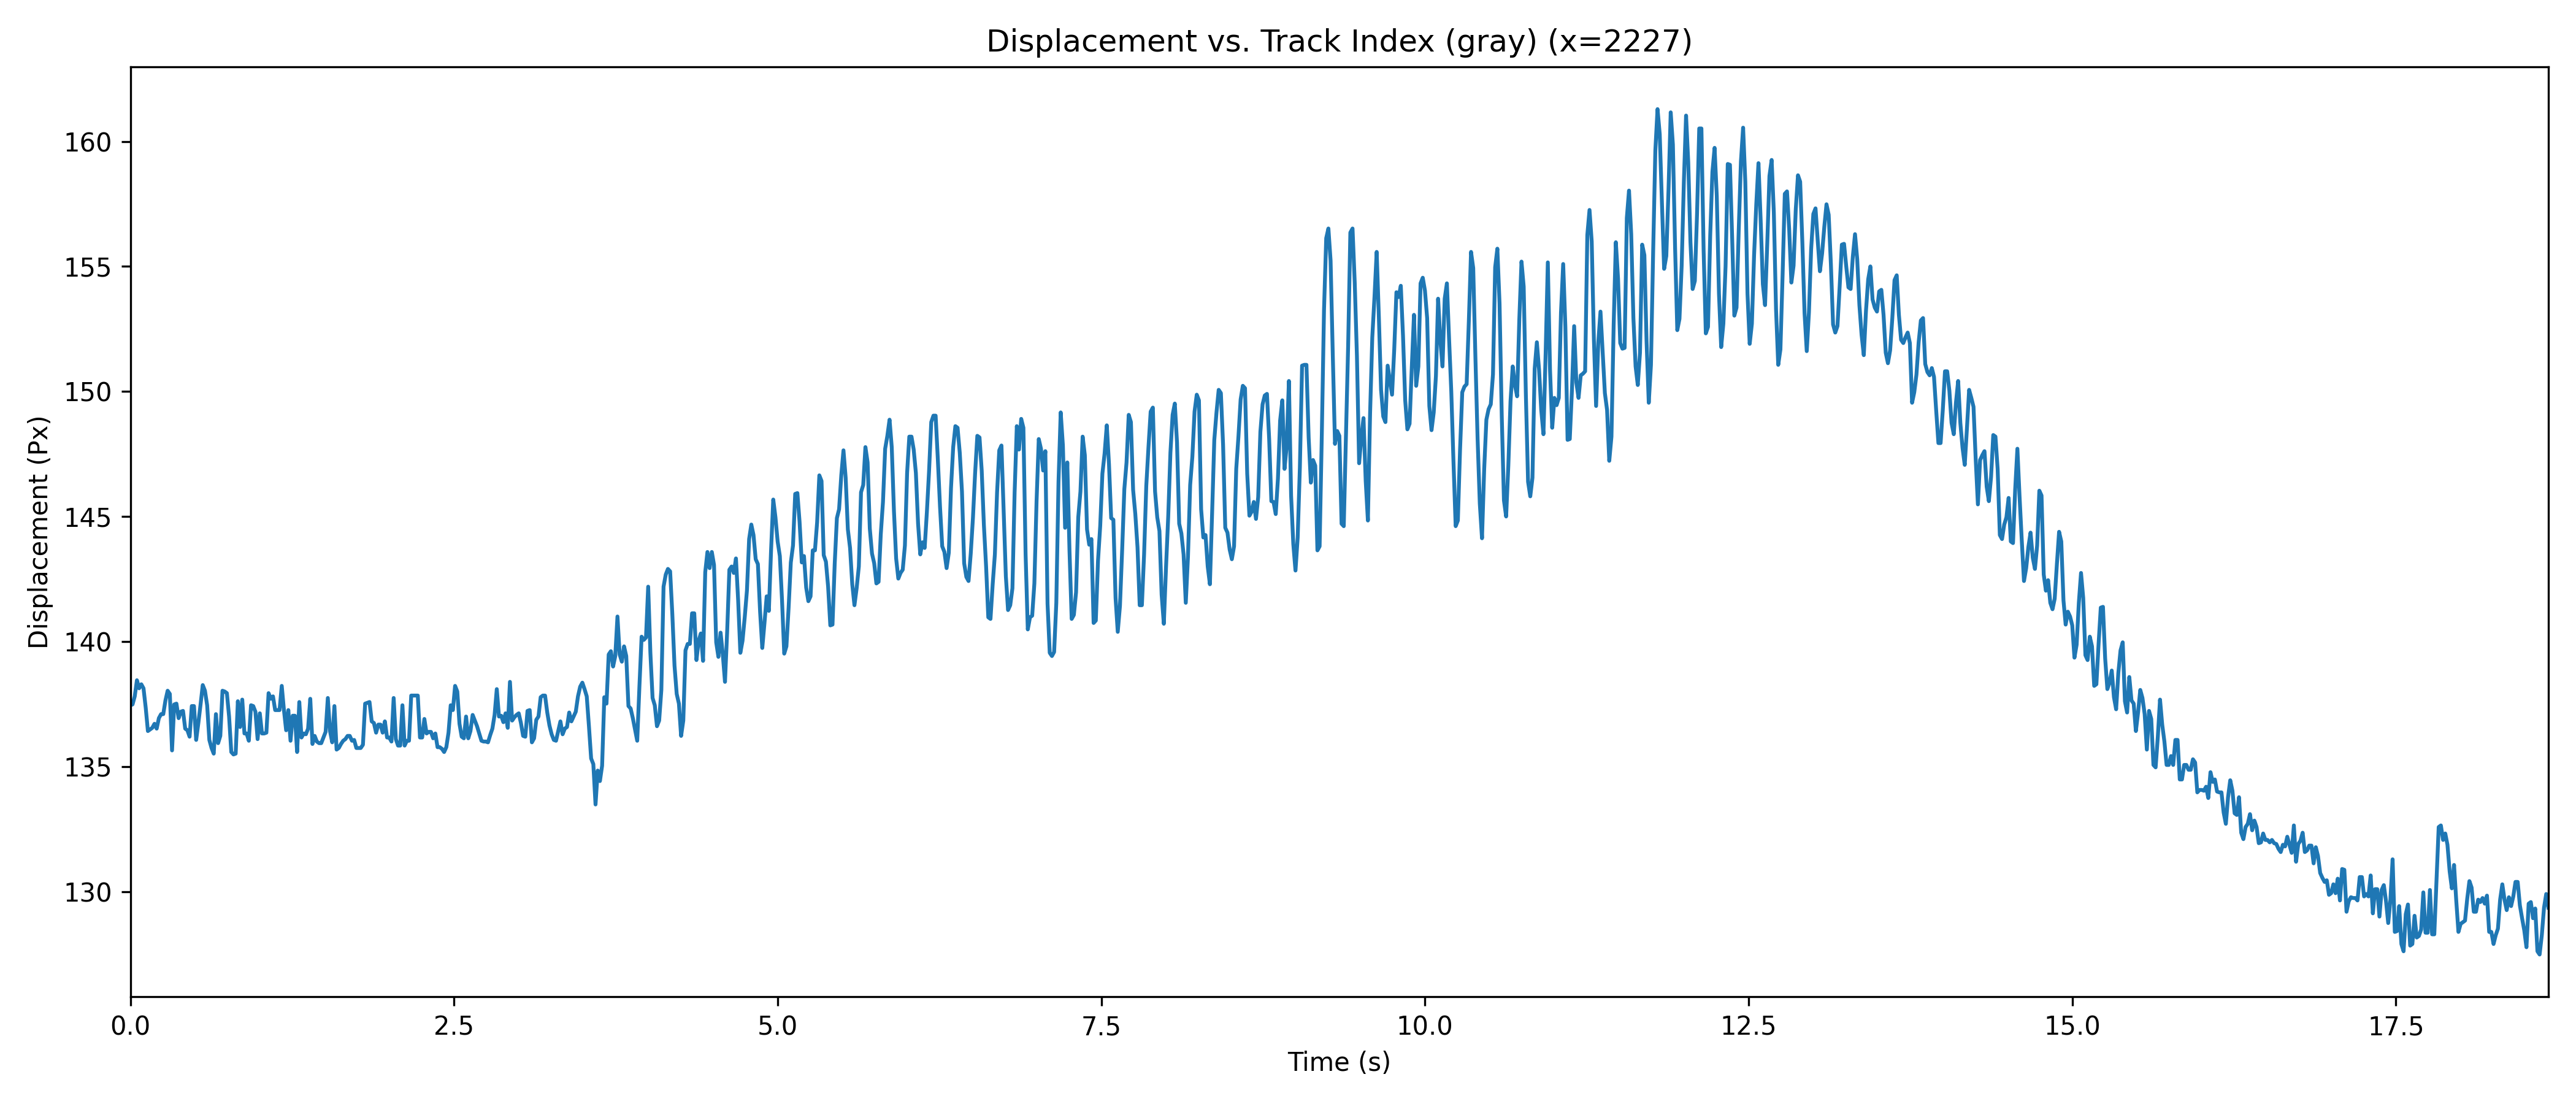 Displacement vs. Track Index (gray) (x=2227)
Displacement (Px)
160
155
150
145
140
135
130
0.0 2.5 5.0 7.5 10.0 12.5 15.0 17.5
Time (s)